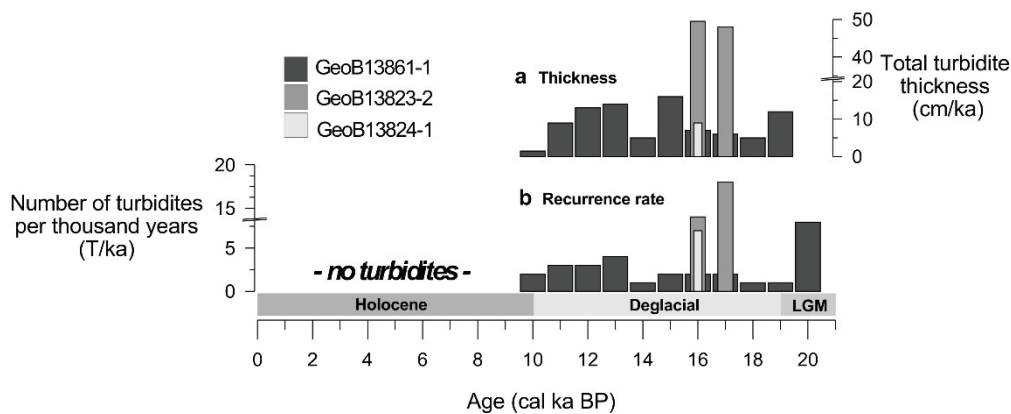 GeoB13861-1
GeoB13823-2
GeoB13824-1
a Thickness
50
40
20
10
0
Total turbidite
thickness
(cm/ka)
b Recurrence rate
Number of turbidites
per thousand years
(T/ka)
20
15
5
0
- no turbidites -
Holocene
Deglacial
LGM
0 2 4 6 8 10 12 14 16 18 20
Age (cal ka BP)